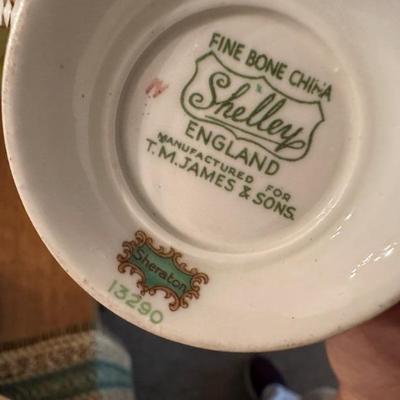 FINE BONE CHINA
Shelley
ENGLAND
MANUFACTURED FOR
T.M.JAMES & SONS.
Sheraton
13290